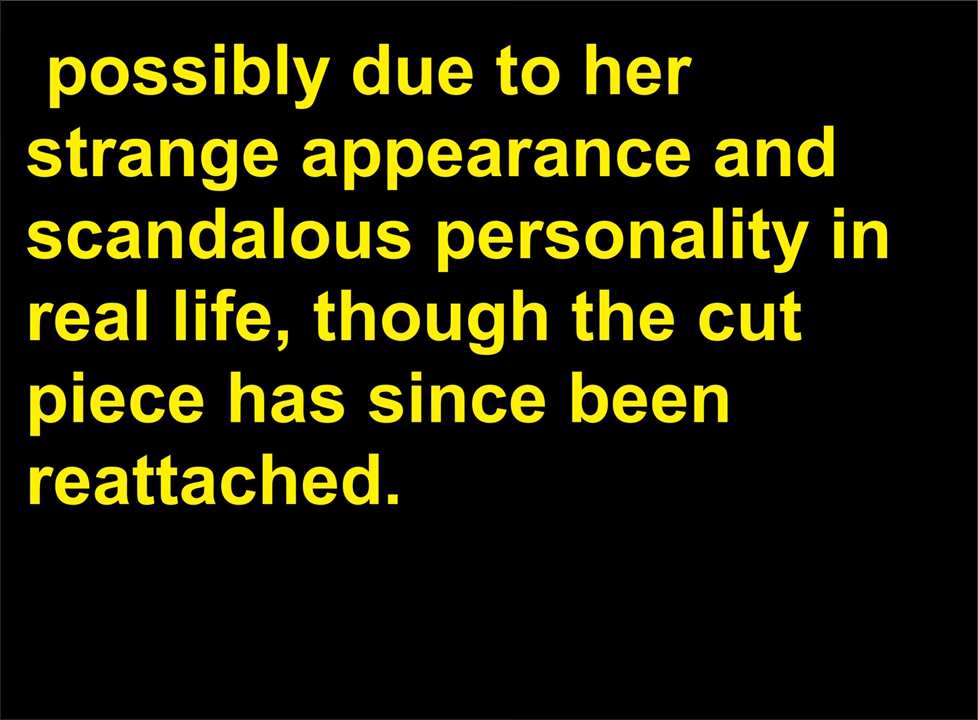 possibly due to her
strange appearance and
scandalous personality in
real life, though the cut
piece has since been
reattached.